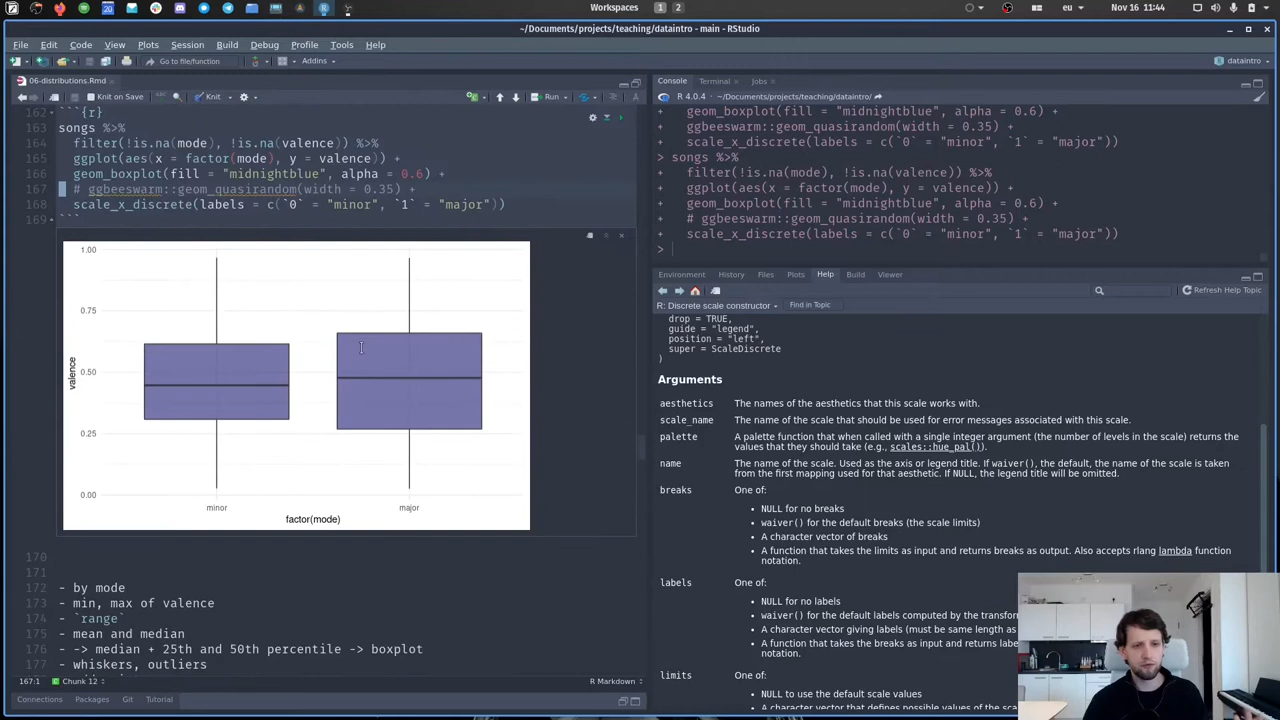 Workspaces 1 2
eu
Nov 16 11:44
~/Documents/projects/teaching/dataintro - main - RStudio
File Edit Code View Plots Session Build Debug Profile Tools Help
Go to file/function
Addins
dataintro
06-distributions.Rmd
Knit on Save
Knit
Run
162 ```{r}
163 songs %>%
164 filter(!is.na(mode), !is.na(valence)) %>%
165 ggplot(aes(x = factor(mode), y = valence)) +
166 geom_boxplot(fill = "midnightblue", alpha = 0.6) +
167 # ggbeeswarm::geom_quasirandom(width = 0.35) +
168 scale_x_discrete(labels = c(`0` = "minor", `1` = "major"))
169 ```
1.00
0.75
0.50
0.25
0.00
valence
minor major
factor(mode)
170
171
172 - by mode
173 - min, max of valence
174 - `range`
175 - mean and median
176 - -> median + 25th and 50th percentile -> boxplot
177 - whiskers, outliers
167:1 Chunk 12 R Markdown
Connections Packages Git Tutorial
Console Terminal Jobs
R 4.0.4 · ~/Documents/projects/teaching/dataintro/
+ geom_boxplot(fill = "midnightblue", alpha = 0.6) +
+ ggbeeswarm::geom_quasirandom(width = 0.35) +
+ scale_x_discrete(labels = c(`0` = "minor", `1` = "major"))
> songs %>%
+ filter(!is.na(mode), !is.na(valence)) %>%
+ ggplot(aes(x = factor(mode), y = valence)) +
+ geom_boxplot(fill = "midnightblue", alpha = 0.6) +
+ # ggbeeswarm::geom_quasirandom(width = 0.35) +
+ scale_x_discrete(labels = c(`0` = "minor", `1` = "major"))
>
Environment History Files Plots Help Build Viewer
Refresh Help Topic
R: Discrete scale constructor
Find in Topic
drop = TRUE,
guide = "legend",
position = "left",
super = ScaleDiscrete
)
Arguments
aesthetics The names of the aesthetics that this scale works with.
scale_name The name of the scale that should be used for error messages associated with this scale.
palette A palette function that when called with a single integer argument (the number of levels in the scale) returns the
values that they should take (e.g., scales::hue_pal()).
name The name of the scale. Used as the axis or legend title. If waiver(), the default, the name of the scale is taken
from the first mapping used for that aesthetic. If NULL, the legend title will be omitted.
breaks One of:
• NULL for no breaks
• waiver() for the default breaks (the scale limits)
• A character vector of breaks
• A function that takes the limits as input and returns breaks as output. Also accepts rlang lambda function
notation.
labels One of:
• NULL for no labels
• waiver() for the default labels computed by the transform
• A character vector giving labels (must be same length as
• A function that takes the breaks as input and returns labe
notation.
limits One of:
• NULL to use the default scale values
• A character vector that defines possible values of the sca